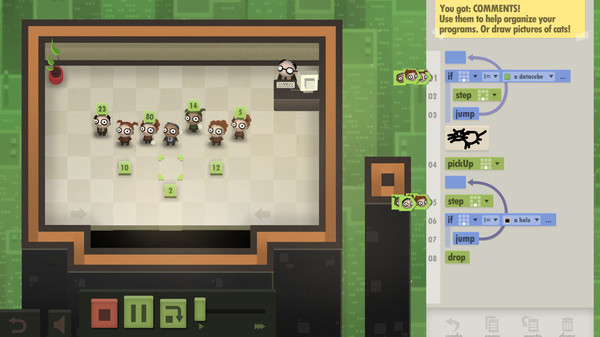 You got: COMMENTS!
Use them to help organize your
programs. Or draw pictures of cats!
01 if a datacube ...
02 step
03 jump
04 pickUp
05 step
06 if a hole ...
07 jump
08 drop
23
80
14
5
10
12
2